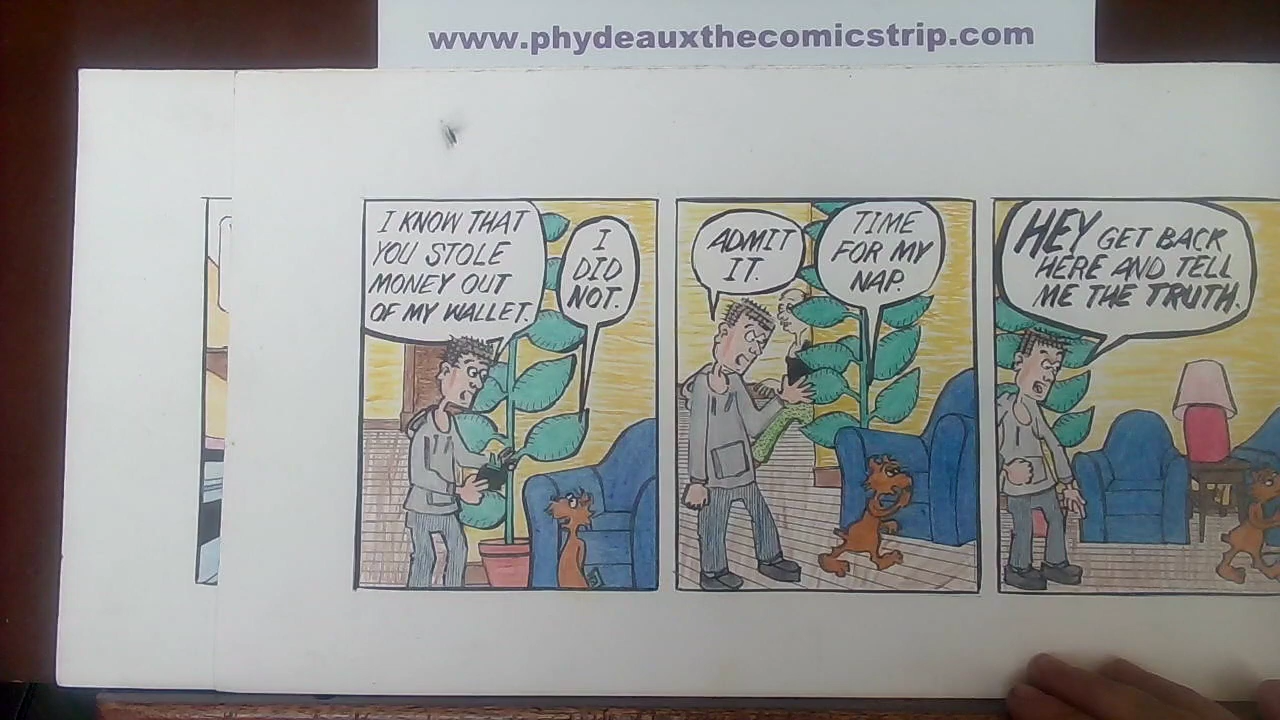 www.phydeauxthecomicstrip.com
I KNOW THAT
YOU STOLE
MONEY OUT
OF MY WALLET.
I
DID
NOT.
ADMIT
IT.
TIME
FOR MY
NAP.
HEY GET BACK
HERE AND TELL
ME THE TRUTH.